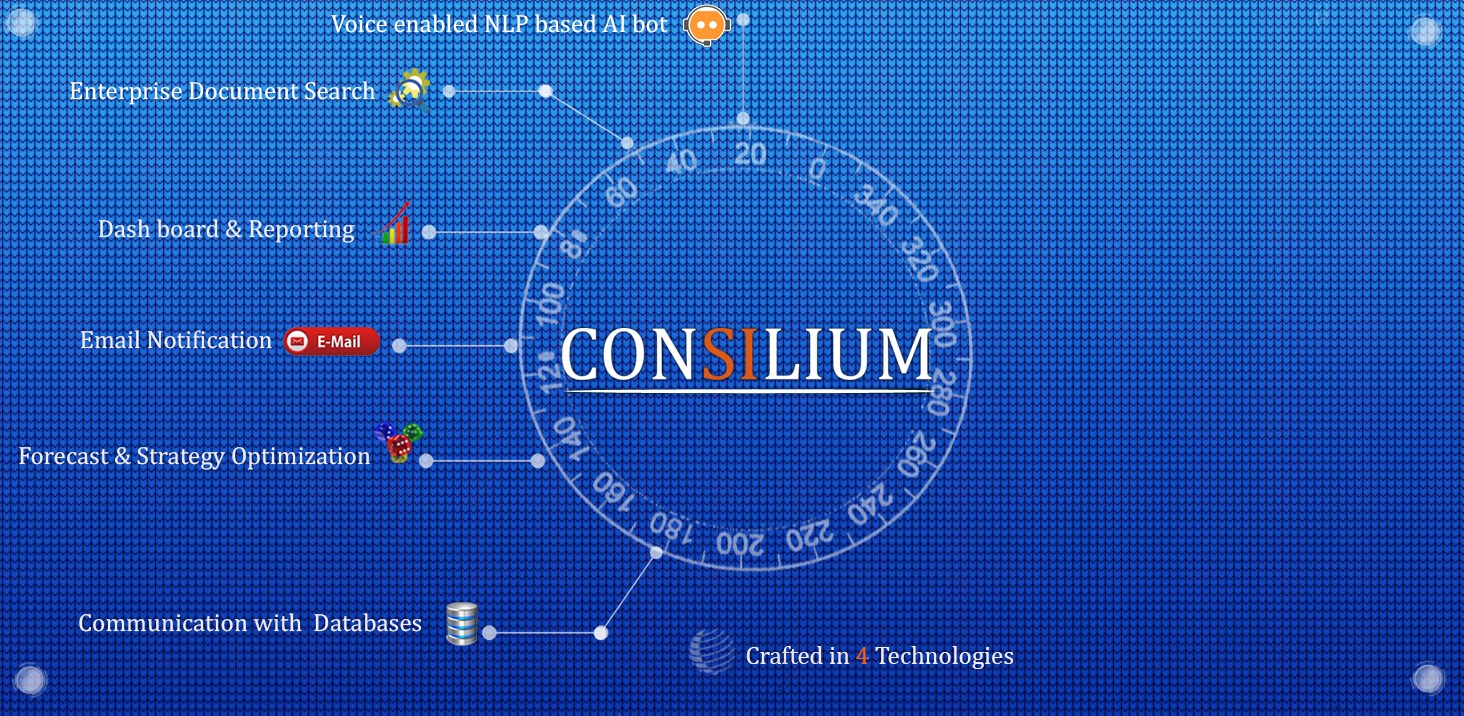 Voice enabled NLP based AI bot
Enterprise Document Search
Dash board & Reporting
Email Notification
E-Mail
Forecast & Strategy Optimization
Communication with Databases
CONSILIUM
40
20
0
340
320
300
280
260
240
220
200
180
160
140
100
60
Crafted in 4 Technologies